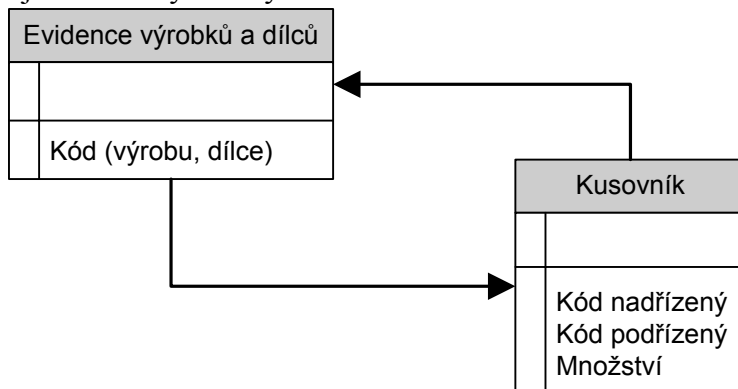 Evidence výrobků a dílců
Kód (výrobu, dílce)
Kusovník
Kód nadřízený
Kód podřízený
Množství